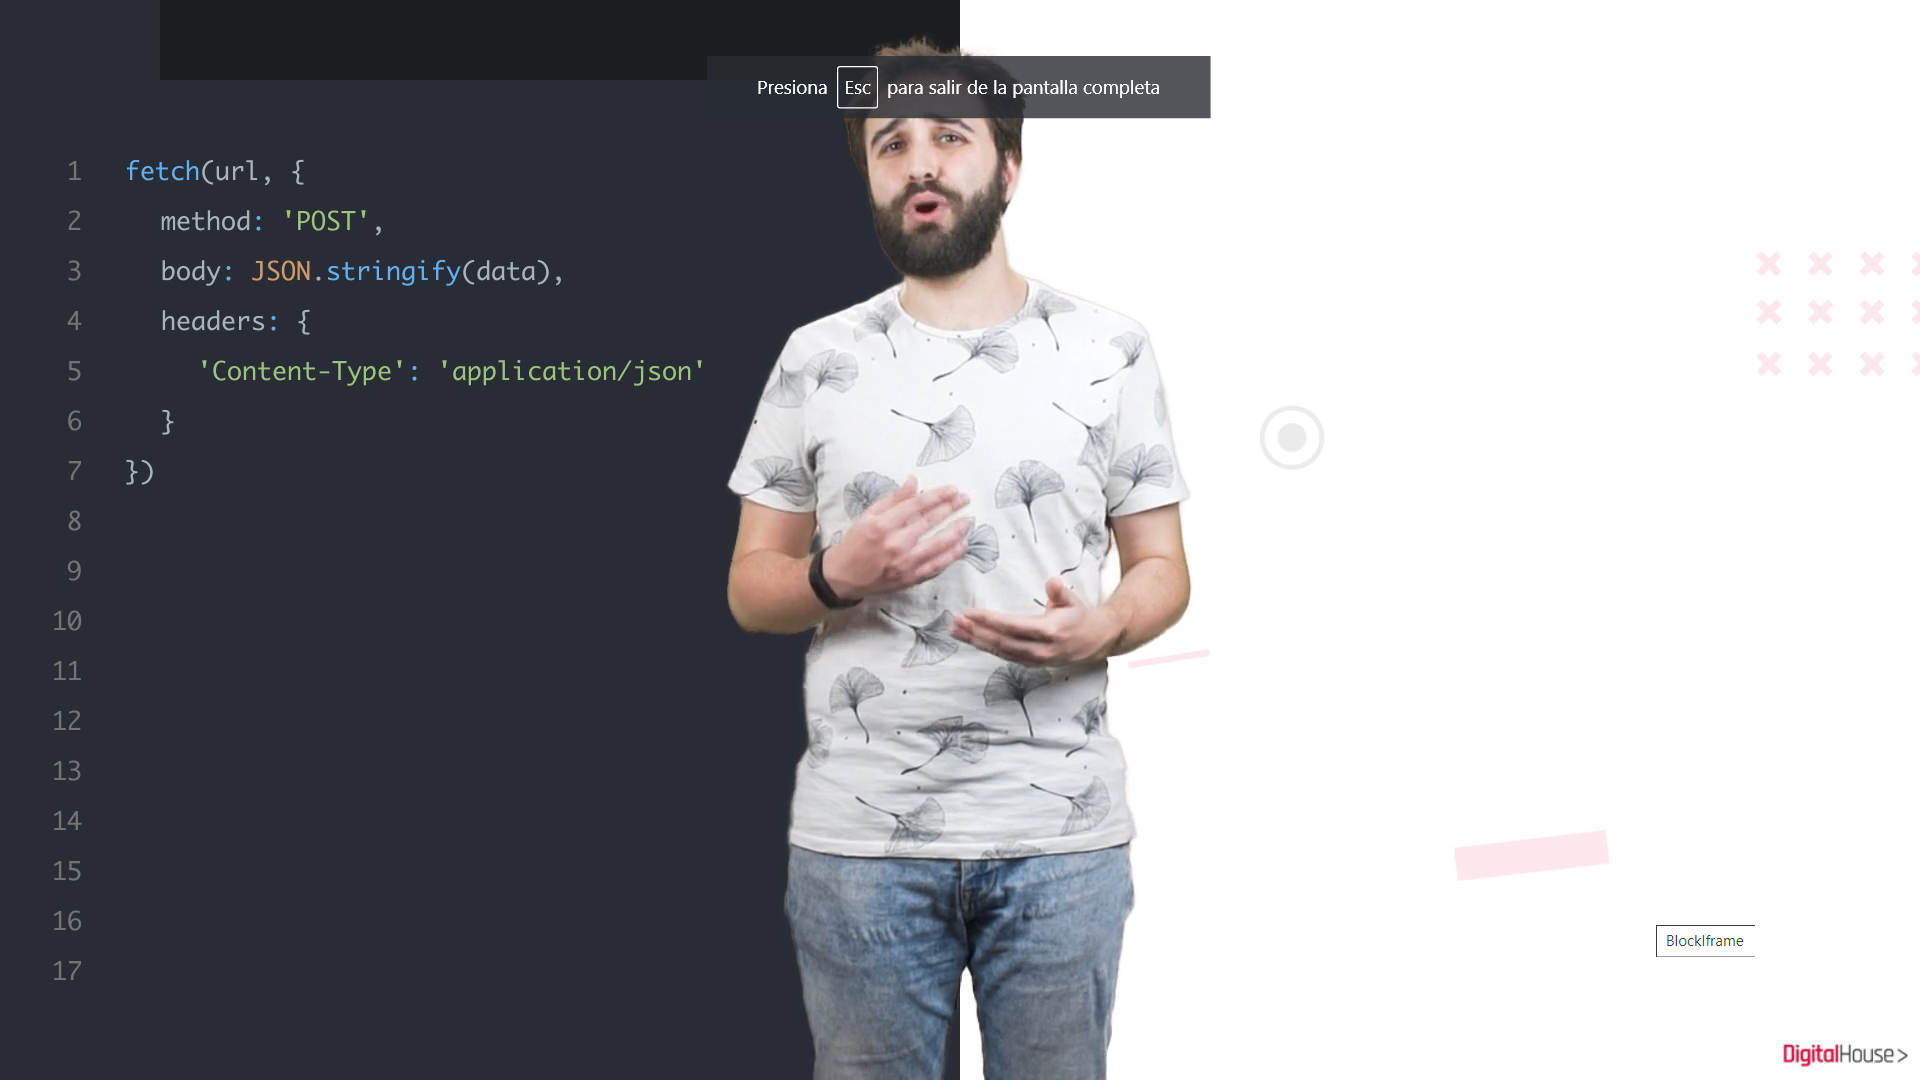 Presiona Esc para salir de la pantalla completa
1 fetch(url, {
2 method: 'POST',
3 body: JSON.stringify(data),
4 headers: {
5 'Content-Type': 'application/json'
6 }
7 })
8
9
10
11
12
13
14
15
16
17
BlockIframe
DigitalHouse>